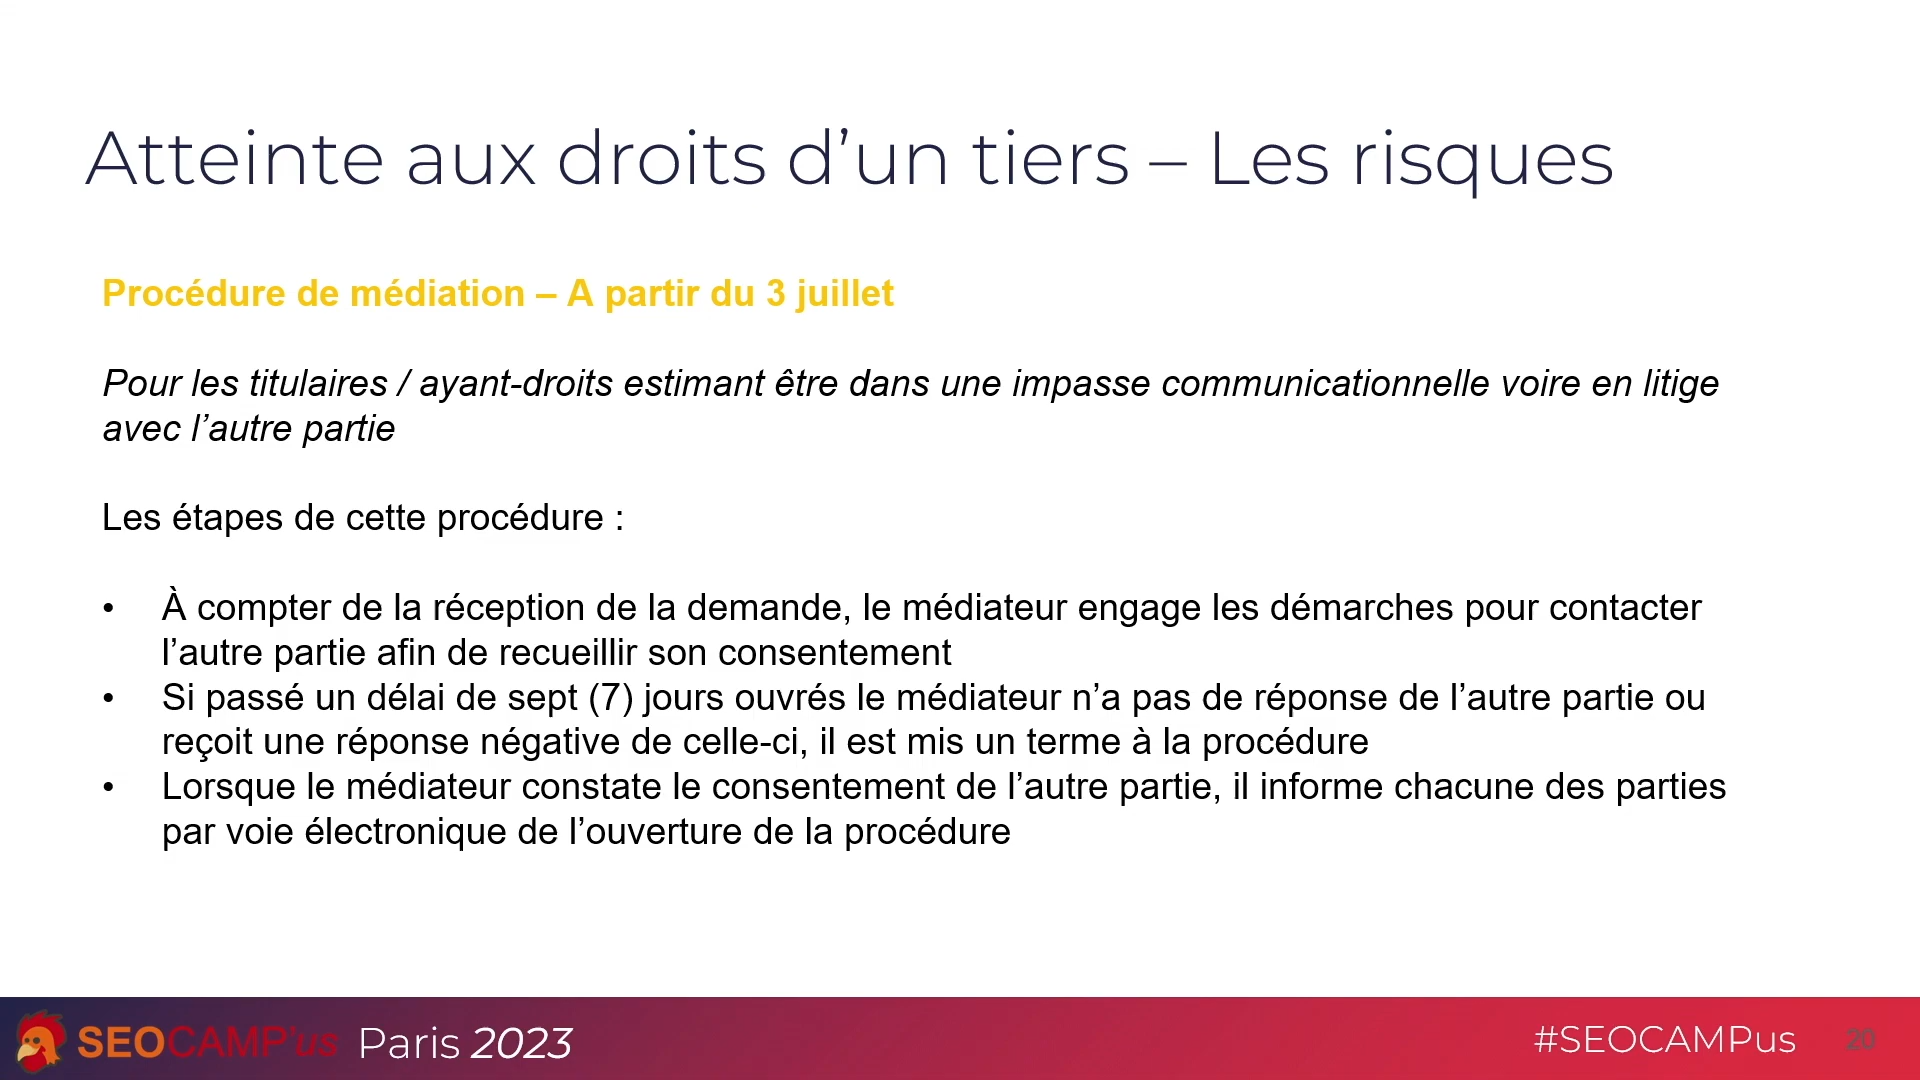 Atteinte aux droits d’un tiers – Les risques
Procédure de médiation – A partir du 3 juillet
Pour les titulaires / ayant-droits estimant être dans une impasse communicationnelle voire en litige
avec l’autre partie
Les étapes de cette procédure :
• À compter de la réception de la demande, le médiateur engage les démarches pour contacter
l’autre partie afin de recueillir son consentement
• Si passé un délai de sept (7) jours ouvrés le médiateur n’a pas de réponse de l’autre partie ou
reçoit une réponse négative de celle-ci, il est mis un terme à la procédure
• Lorsque le médiateur constate le consentement de l’autre partie, il informe chacune des parties
par voie électronique de l’ouverture de la procédure
SEOCAMP'us Paris 2023
#SEOCAMPus 20